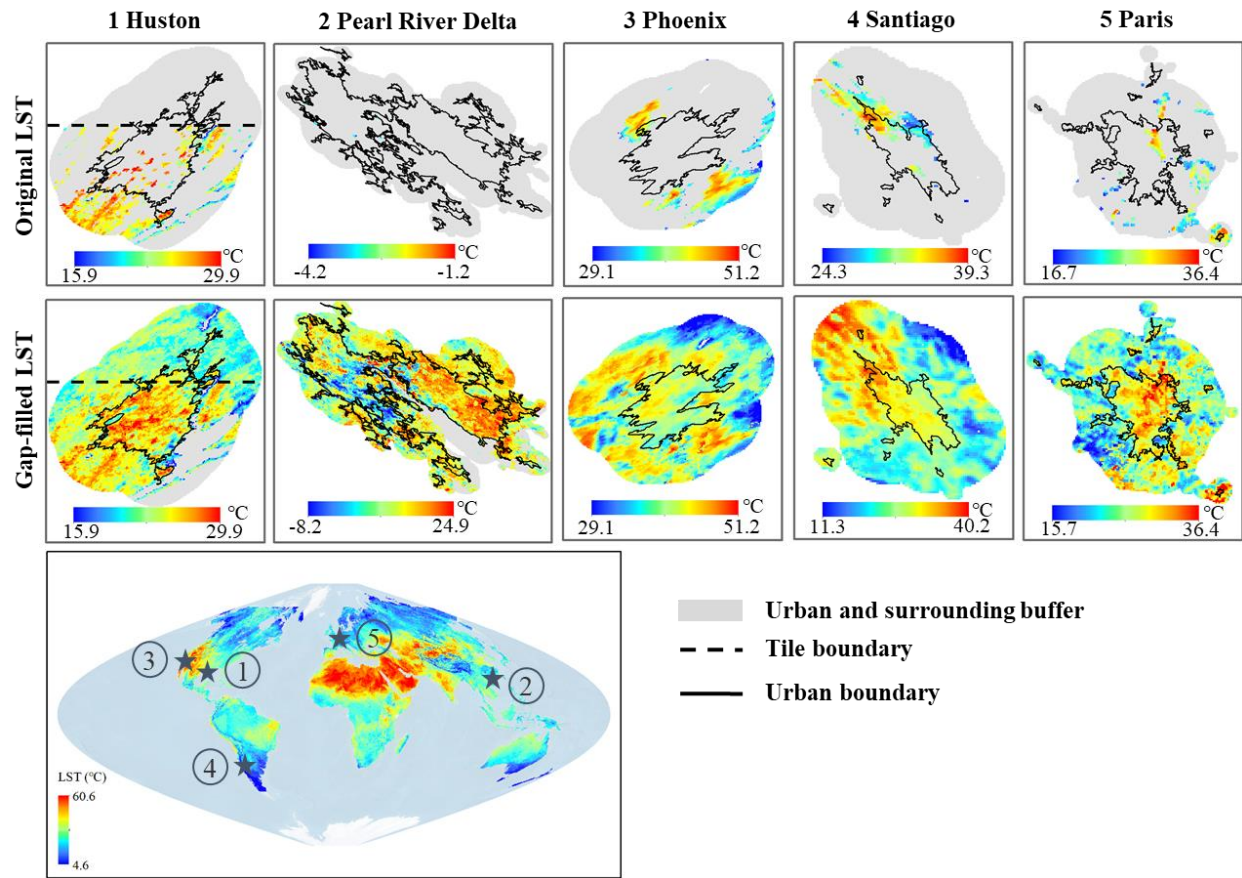 1 Huston 2 Pearl River Delta 3 Phoenix 4 Santiago 5 Paris
Original LST
°C °C °C °C °C
15.9 29.9 -4.2 -1.2 29.1 51.2 24.3 39.3 16.7 36.4
Gap-filled LST
°C °C °C °C °C
15.9 29.9 -8.2 24.9 29.1 51.2 11.3 40.2 15.7 36.4
Urban and surrounding buffer
Tile boundary
Urban boundary
3 1 5 2
4
LST (°C)
60.6
4.6